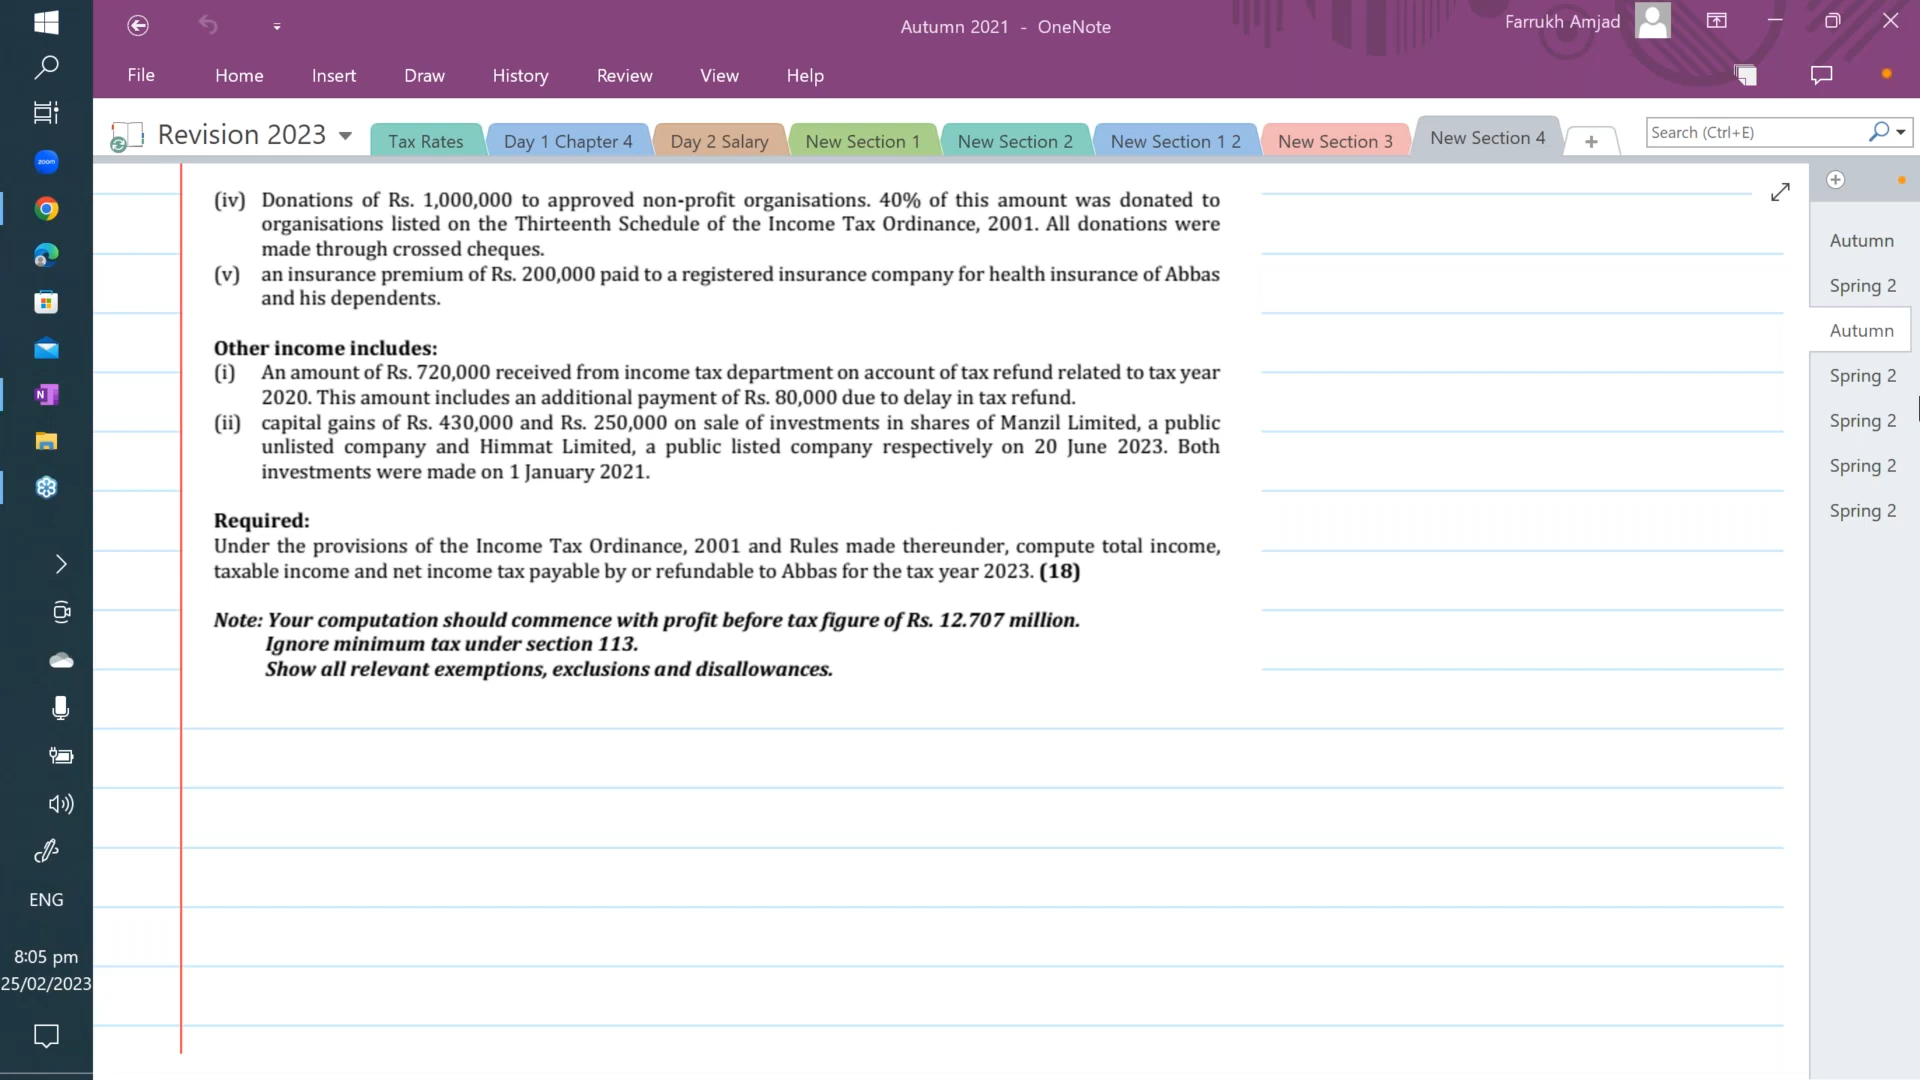 Autumn 2021 - OneNote
Farrukh Amjad
File Home Insert Draw History Review View Help
zoom
Revision 2023
Tax Rates
Day 1 Chapter 4
Day 2 Salary
New Section 1
New Section 2
New Section 1 2
New Section 3
New Section 4
Search (Ctrl+E)
(iv) Donations of Rs. 1,000,000 to approved non-profit organisations. 40% of this amount was donated to
organisations listed on the Thirteenth Schedule of the Income Tax Ordinance, 2001. All donations were
made through crossed cheques.
(v) an insurance premium of Rs. 200,000 paid to a registered insurance company for health insurance of Abbas
and his dependents.
Other income includes:
(i) An amount of Rs. 720,000 received from income tax department on account of tax refund related to tax year
2020. This amount includes an additional payment of Rs. 80,000 due to delay in tax refund.
(ii) capital gains of Rs. 430,000 and Rs. 250,000 on sale of investments in shares of Manzil Limited, a public
unlisted company and Himmat Limited, a public listed company respectively on 20 June 2023. Both
investments were made on 1 January 2021.
Required:
Under the provisions of the Income Tax Ordinance, 2001 and Rules made thereunder, compute total income,
taxable income and net income tax payable by or refundable to Abbas for the tax year 2023. (18)
Note: Your computation should commence with profit before tax figure of Rs. 12.707 million.
Ignore minimum tax under section 113.
Show all relevant exemptions, exclusions and disallowances.
Autumn
Spring 2
Autumn
Spring 2
Spring 2
Spring 2
Spring 2
N
ENG
8:05 pm
25/02/2023